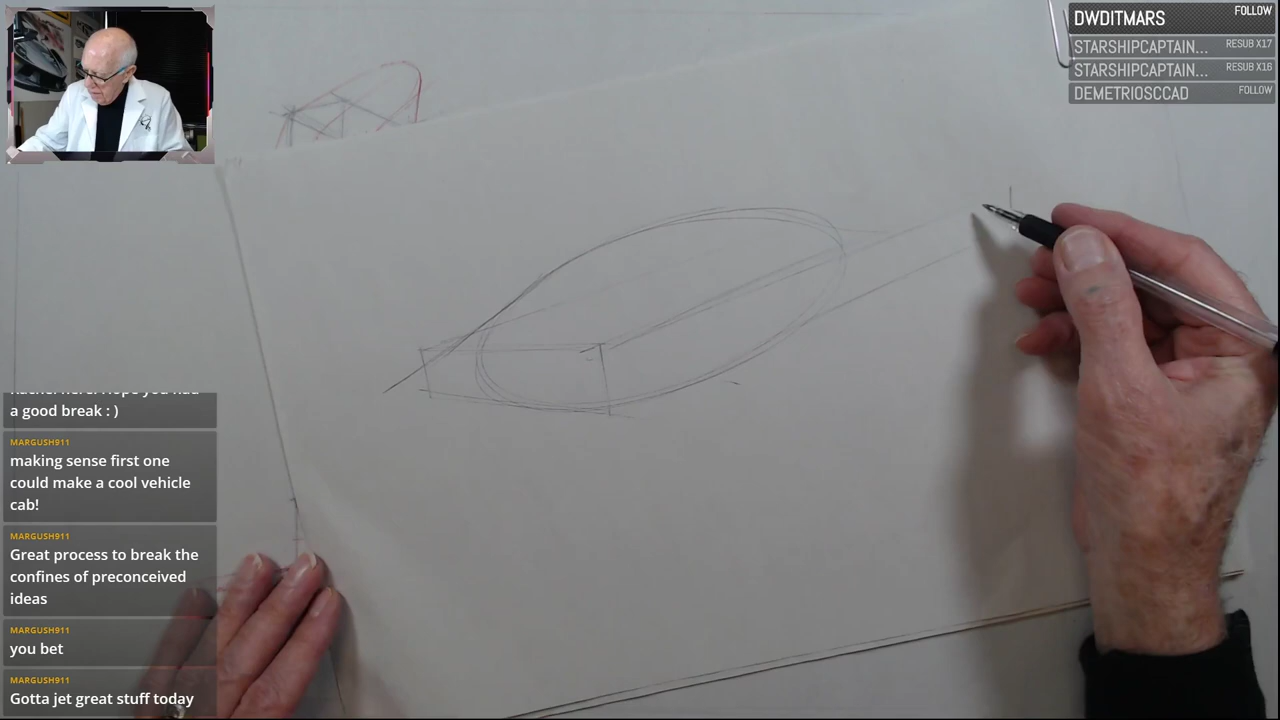 DWDITMARS FOLLOW
STARSHIPCAPTAIN... RESUB X17
STARSHIPCAPTAIN... RESUB X16
DEMETRIOSCCAD FOLLOW
a good break : )
MARGUSH911
making sense first one
could make a cool vehicle
cab!
MARGUSH911
Great process to break the
confines of preconceived
ideas
MARGUSH911
you bet
MARGUSH911
Gotta jet great stuff today